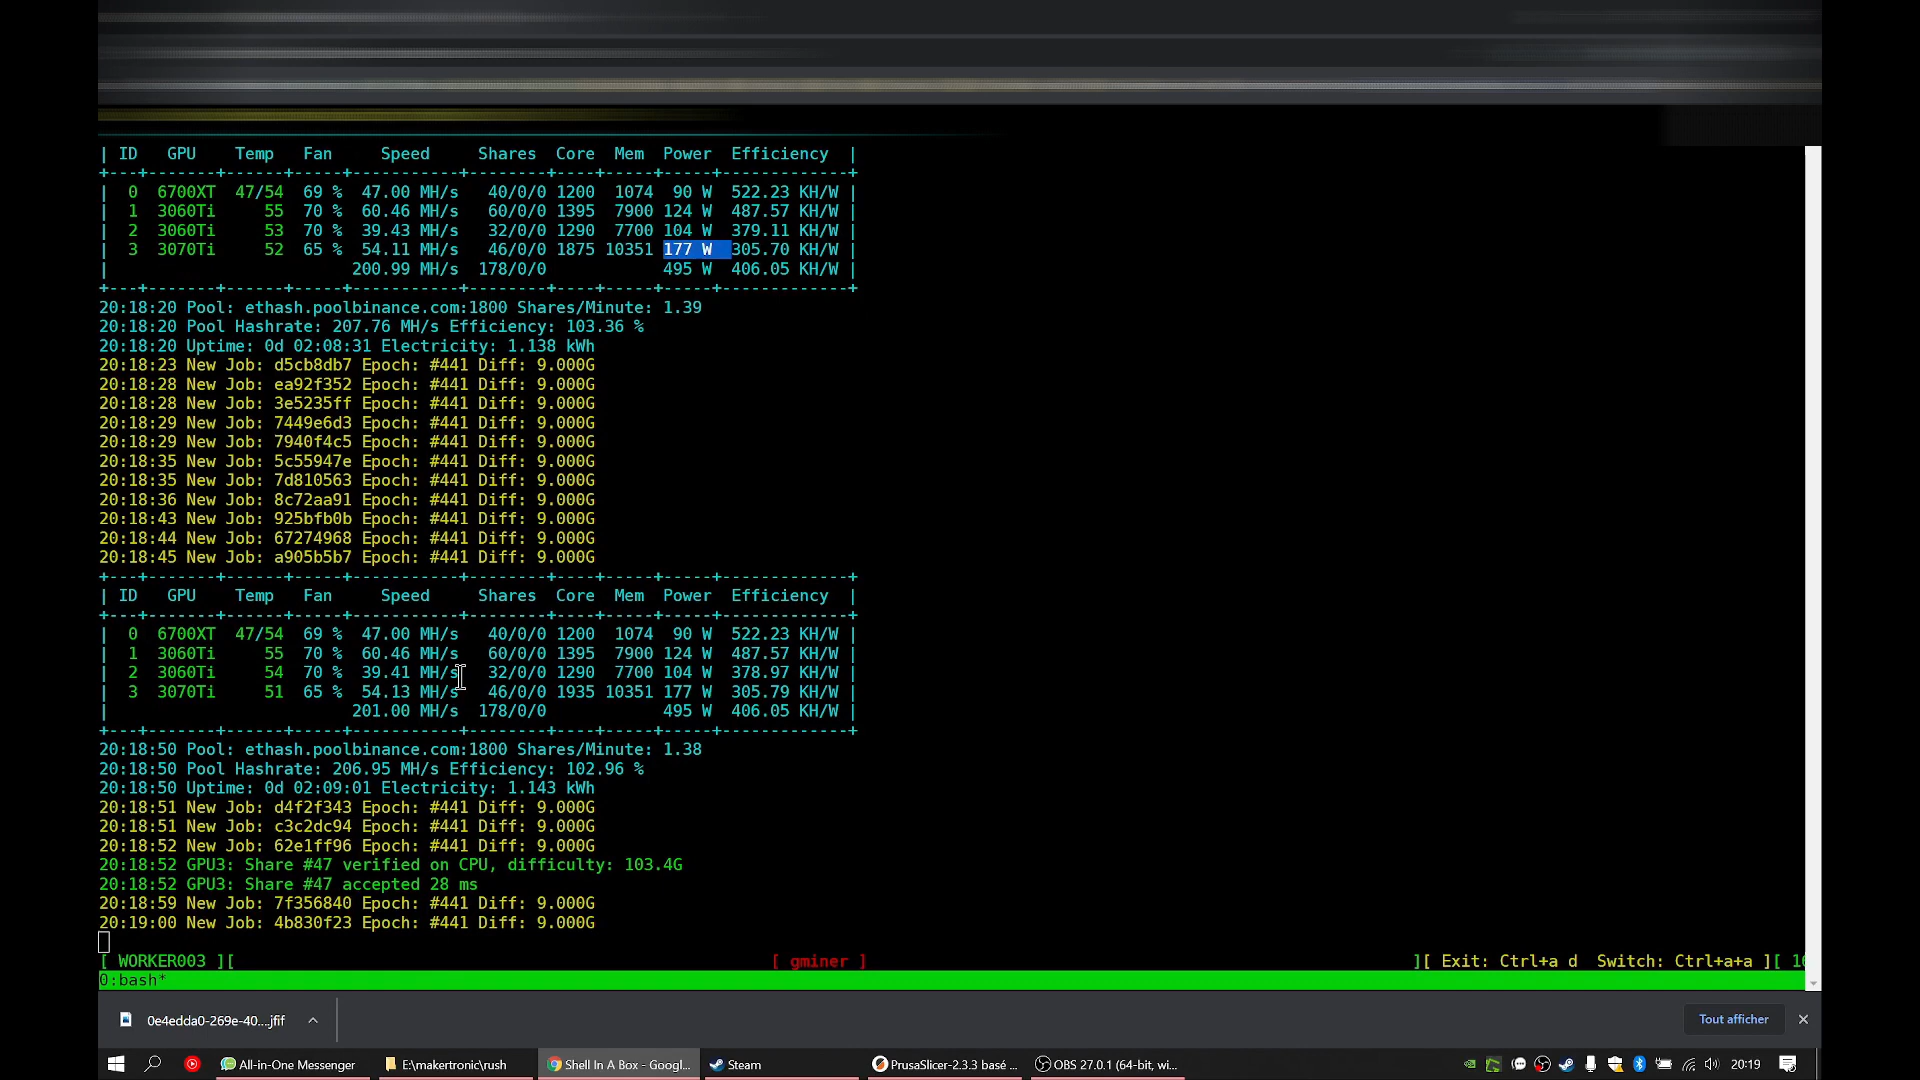 | ID   GPU    Temp   Fan     Speed     Shares  Core  Mem  Power  Efficiency  |
+---+-------+------+-----+-----------+--------+----+-----+-----+-------------+
|  0  6700XT  47/54  69 %  47.00 MH/s   40/0/0 1200  1074  90 W  522.23 KH/W |
|  1  3060Ti     55  70 %  60.46 MH/s   60/0/0 1395  7900 124 W  487.57 KH/W |
|  2  3060Ti     53  70 %  39.43 MH/s   32/0/0 1290  7700 104 W  379.11 KH/W |
|  3  3070Ti     52  65 %  54.11 MH/s   46/0/0 1875 10351 177 W  305.70 KH/W |
|                         200.99 MH/s  178/0/0            495 W  406.05 KH/W |
+---+-------+------+-----+-----------+--------+----+-----+-----+-------------+
20:18:20 Pool: ethash.poolbinance.com:1800 Shares/Minute: 1.39
20:18:20 Pool Hashrate: 207.76 MH/s Efficiency: 103.36 %
20:18:20 Uptime: 0d 02:08:31 Electricity: 1.138 kWh
20:18:23 New Job: d5cb8db7 Epoch: #441 Diff: 9.000G
20:18:28 New Job: ea92f352 Epoch: #441 Diff: 9.000G
20:18:28 New Job: 3e5235ff Epoch: #441 Diff: 9.000G
20:18:29 New Job: 7449e6d3 Epoch: #441 Diff: 9.000G
20:18:29 New Job: 7940f4c5 Epoch: #441 Diff: 9.000G
20:18:35 New Job: 5c55947e Epoch: #441 Diff: 9.000G
20:18:35 New Job: 7d810563 Epoch: #441 Diff: 9.000G
20:18:36 New Job: 8c72aa91 Epoch: #441 Diff: 9.000G
20:18:43 New Job: 925bfb0b Epoch: #441 Diff: 9.000G
20:18:44 New Job: 67274968 Epoch: #441 Diff: 9.000G
20:18:45 New Job: a905b5b7 Epoch: #441 Diff: 9.000G
+---+-------+------+-----+-----------+--------+----+-----+-----+-------------+
| ID   GPU    Temp   Fan     Speed     Shares  Core  Mem  Power  Efficiency  |
+---+-------+------+-----+-----------+--------+----+-----+-----+-------------+
|  0  6700XT  47/54  69 %  47.00 MH/s   40/0/0 1200  1074  90 W  522.23 KH/W |
|  1  3060Ti     55  70 %  60.46 MH/s   60/0/0 1395  7900 124 W  487.57 KH/W |
|  2  3060Ti     54  70 %  39.41 MH/s   32/0/0 1290  7700 104 W  378.97 KH/W |
|  3  3070Ti     51  65 %  54.13 MH/s   46/0/0 1935 10351 177 W  305.79 KH/W |
|                         201.00 MH/s  178/0/0            495 W  406.05 KH/W |
+---+-------+------+-----+-----------+--------+----+-----+-----+-------------+
20:18:50 Pool: ethash.poolbinance.com:1800 Shares/Minute: 1.38
20:18:50 Pool Hashrate: 206.95 MH/s Efficiency: 102.96 %
20:18:50 Uptime: 0d 02:09:01 Electricity: 1.143 kWh
20:18:51 New Job: d4f2f343 Epoch: #441 Diff: 9.000G
20:18:51 New Job: c3c2dc94 Epoch: #441 Diff: 9.000G
20:18:52 New Job: 62e1ff96 Epoch: #441 Diff: 9.000G
20:18:52 GPU3: Share #47 verified on CPU, difficulty: 103.4G
20:18:52 GPU3: Share #47 accepted 28 ms
20:18:59 New Job: 7f356840 Epoch: #441 Diff: 9.000G
20:19:00 New Job: 4b830f23 Epoch: #441 Diff: 9.000G
[ WORKER003 ][ [ gminer ] ][ Exit: Ctrl+a d  Switch: Ctrl+a+a ][
0:bash*
0e4edda0-269e-40....jfif Tout afficher
All-in-One Messenger E:\makertronic\rush Shell In A Box - Googl... Steam PrusaSlicer-2.3.3 basé ... OBS 27.0.1 (64-bit, wi... 20:19